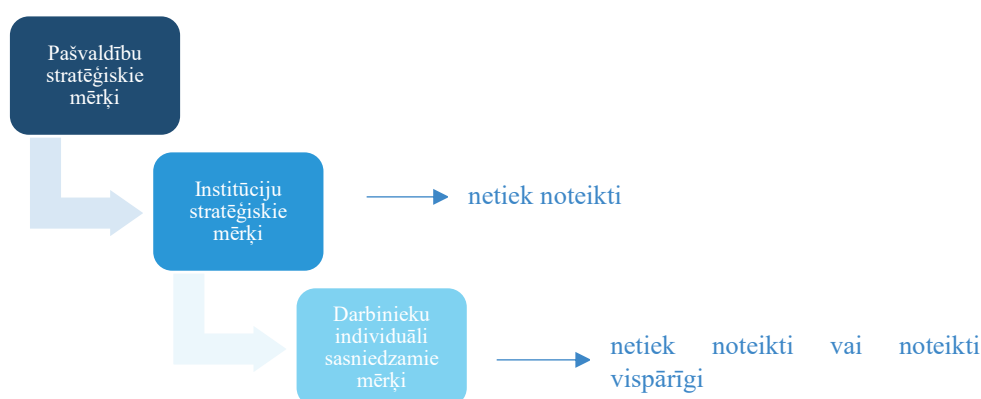 Pašvaldību
stratēģiskie
mērķi
Institūciju
stratēģiskie
mērķi
netiek noteikti
Darbinieku
individuāli
sasniedzamie
mērķi
netiek noteikti vai noteikti
vispārīgi